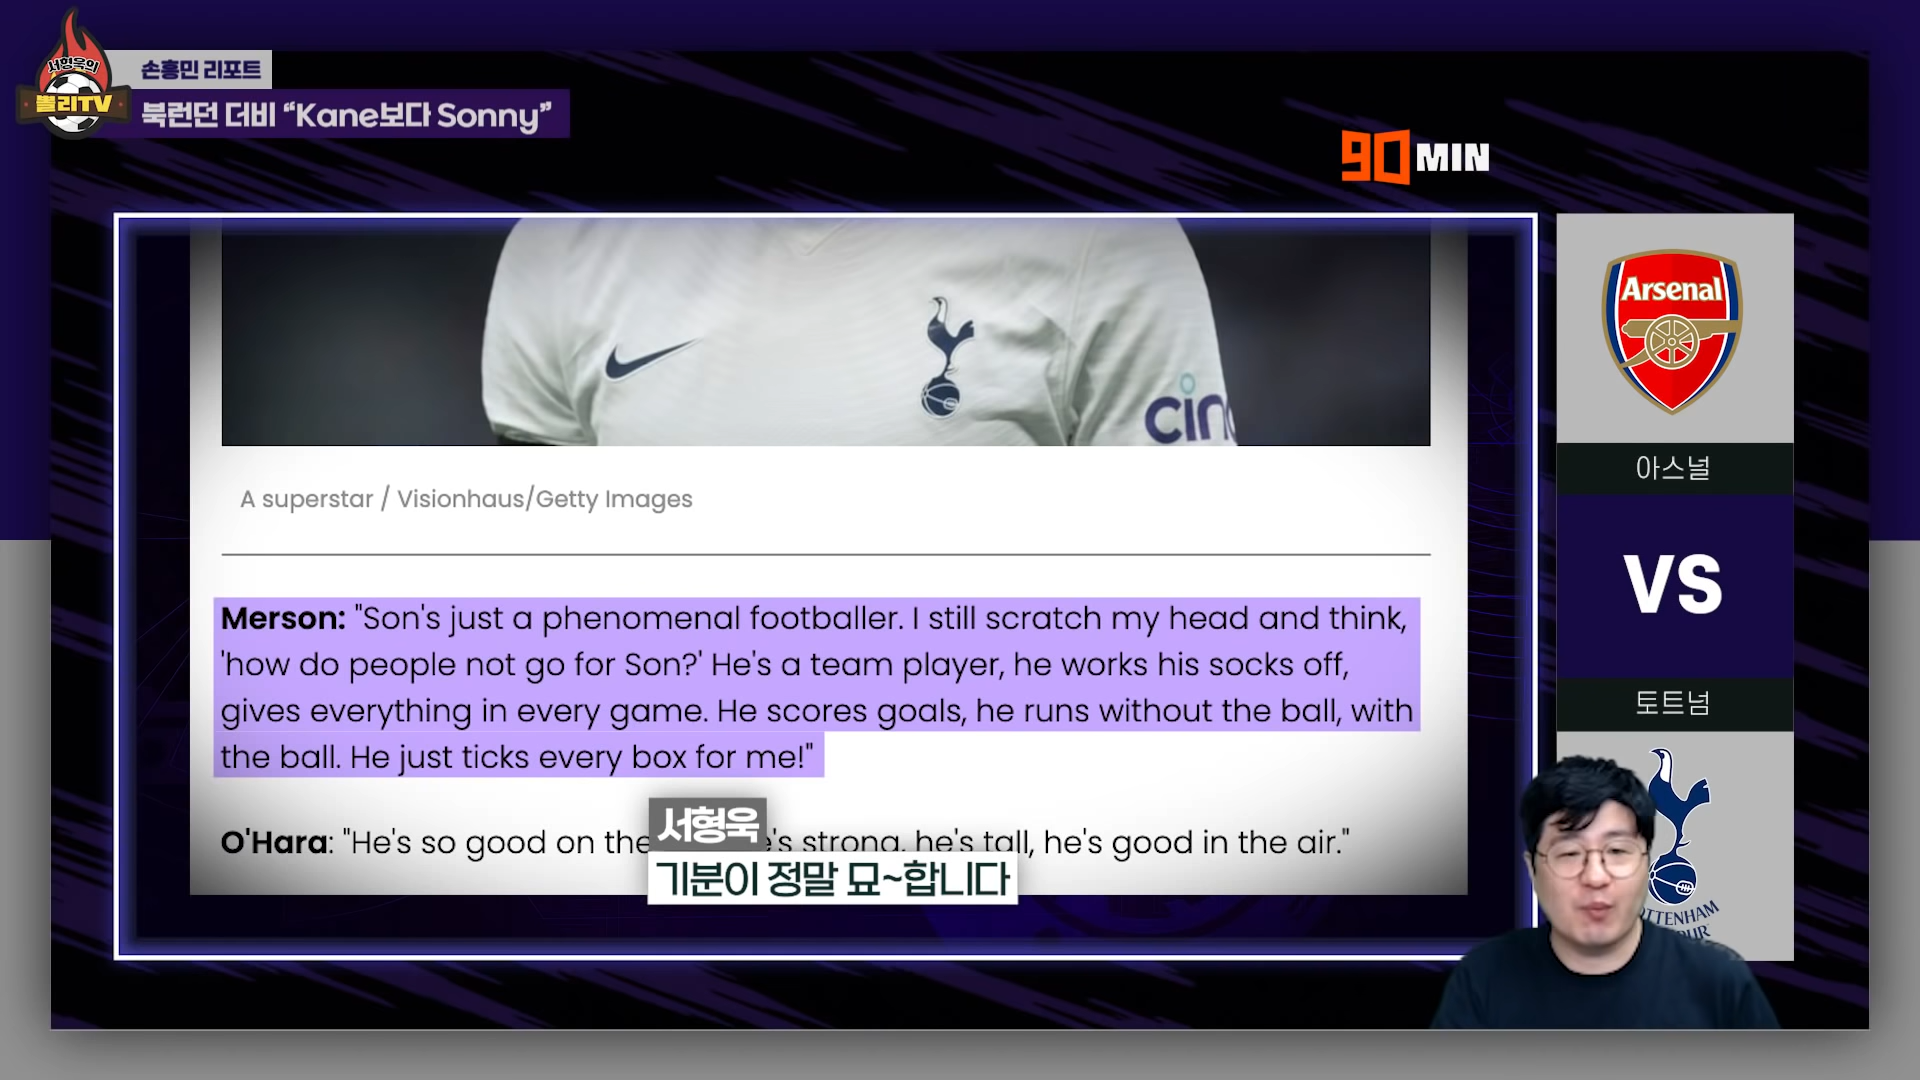 서형욱의
뽈리TV
손흥민 리포트
북런던 더비 “Kane보다 Sonny”
90MIN
cin
A superstar / Visionhaus/Getty Images
Merson: "Son's just a phenomenal footballer. I still scratch my head and think,
'how do people not go for Son?' He's a team player, he works his socks off,
gives everything in every game. He scores goals, he runs without the ball, with
the ball. He just ticks every box for me!"
O'Hara: "He's so good on the 's strong, he's tall, he's good in the air."
서형욱
기분이 정말 묘~합니다
Arsenal
아스널
VS
토트넘
TTENHAM
UR